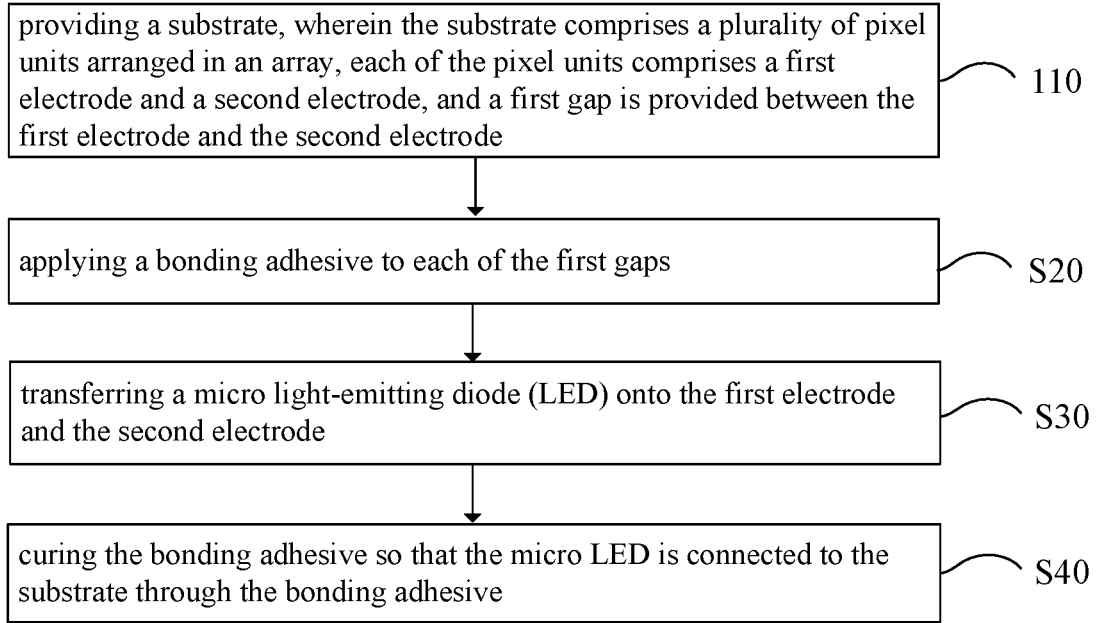 providing a substrate, wherein the substrate comprises a plurality of pixel
units arranged in an array, each of the pixel units comprises a first
electrode and a second electrode, and a first gap is provided between the
first electrode and the second electrode
110
applying a bonding adhesive to each of the first gaps
S20
transferring a micro light-emitting diode (LED) onto the first electrode
and the second electrode
S30
curing the bonding adhesive so that the micro LED is connected to the
substrate through the bonding adhesive
S40